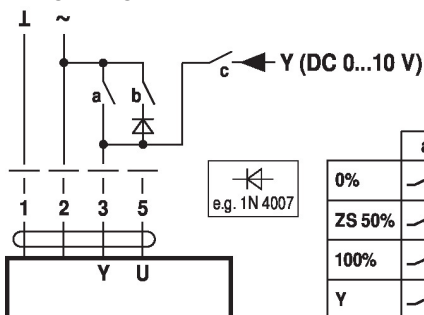 ⊥ ~
a b c Y (DC 0...10 V)
1 2 3 5
e.g. 1N 4007
Y U
0%
ZS 50%
100%
Y